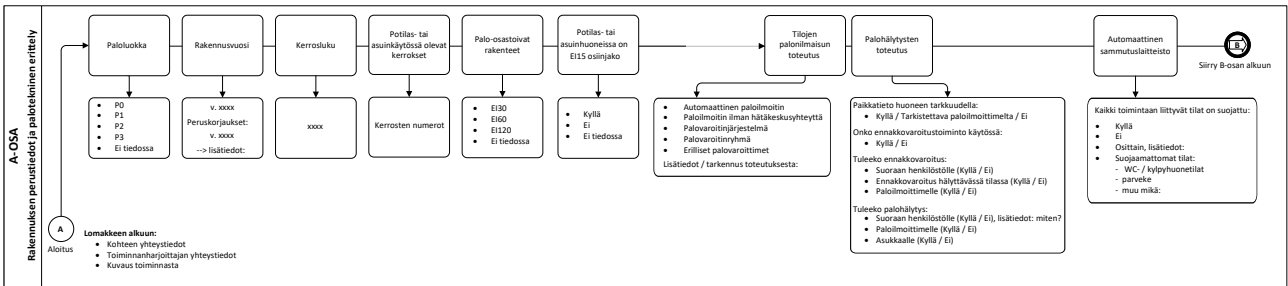 A-OSA
Rakennuksen perustiedot ja palotekninen erittely
A
Aloitus
Lomakkeen alkuun:
• Kohteen yhteystiedot
• Toiminnanharjoittajan yhteystiedot
• Kuvaus toiminnasta
Paloluokka
• P0
• P1
• P2
• P3
• Ei tiedossa
Rakennusvuosi
v. xxxx
Peruskorjaukset:
v. xxxx
--> lisätiedot:
Kerrosluku
xxxx
Potilas- tai
asuinkäytössä olevat
kerrokset
Kerrosten numerot
Palo-osastoivat
rakenteet
• EI30
• EI60
• EI120
• Ei tiedossa
Potilas- tai
asuinhuoneissa on
EI15 osiinjako
• Kyllä
• Ei
• Ei tiedossa
Tilojen
palonilmaisun
toteutus
• Automaattinen paloilmoitin
• Paloilmoitin ilman hätäkeskusyhteyttä
• Palovaroitinjärjestelmä
• Palovaroitinryhmä
• Erilliset palovaroittimet
Lisätiedot / tarkennus toteutuksesta:
Palohälytysten
toteutus
Paikkatieto huoneen tarkkuudella:
• Kyllä / Tarkistettava paloilmoittimelta / Ei
Onko ennakkovaroitustoiminto käytössä:
• Kyllä / Ei
Tuleeko ennakkovaroitus:
• Suoraan henkilöstölle (Kyllä / Ei)
• Ennakkovaroitus hälyttävässä tilassa (Kyllä / Ei)
• Paloilmoittimelle (Kyllä / Ei)
Tuleeko palohälytys:
• Suoraan henkilöstölle (Kyllä / Ei), lisätiedot: miten?
• Paloilmoittimelle (Kyllä / Ei)
• Asukkaalle (Kyllä / Ei)
Automaattinen
sammutuslaitteisto
Kaikki toimintaan liittyvät tilat on suojattu:
• Kyllä
• Ei
• Osittain, lisätiedot:
• Suojaamattomat tilat:
- WC- / kylpyhuonetilat
- parveke
- muu mikä:
B
Siirry B-osan alkuun